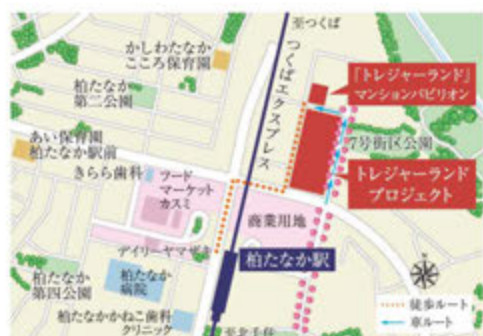 至つくば
かしわたなか
こころ保育園
つくばエクスプレス
「トレジャーランド」
マンションパビリオン
柏たなか
第二公園
7号街区公園
あい保育園
柏たなか駅前
きらら歯科
フード
マーケット
カスミ
トレジャーランド
プロジェクト
商業用地
デイリーヤマザキ
柏たなか駅
柏たなか
第四公園
柏たなか
病院
柏たなかかねこ歯科
クリニック
至北千住
徒歩ルート
車ルート